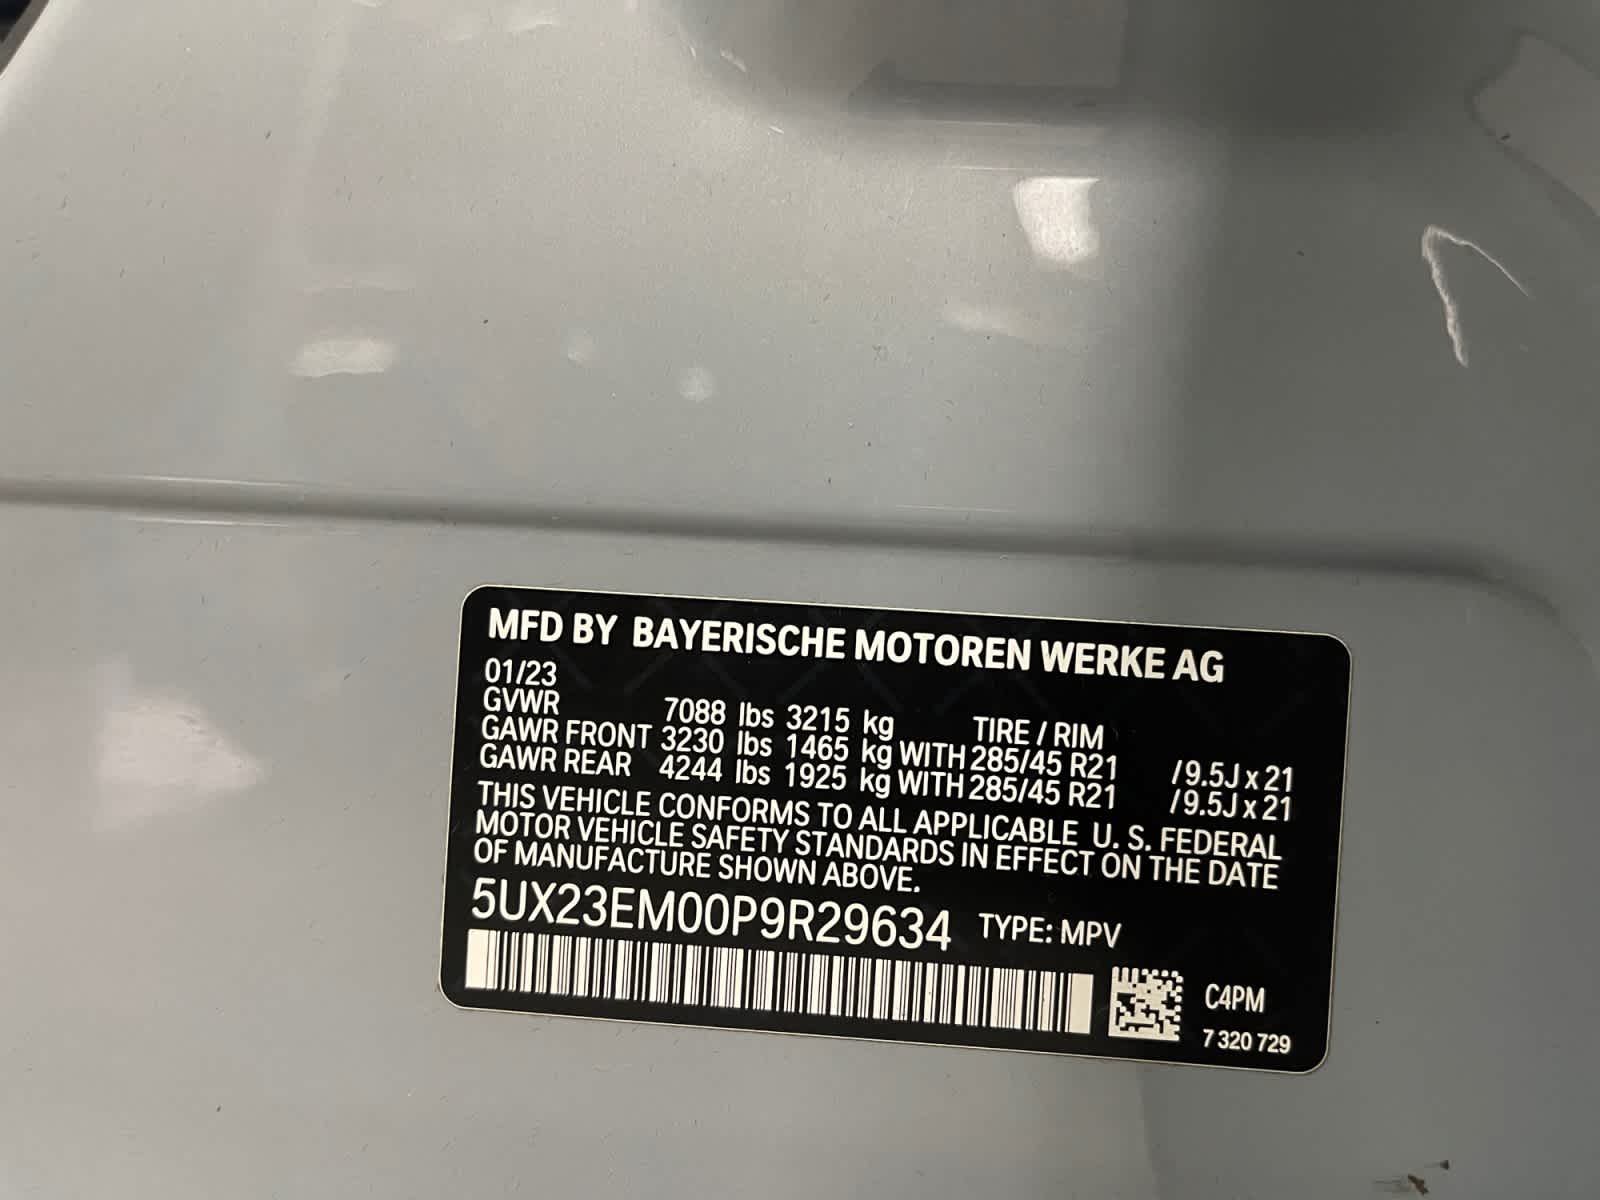 MFD BY BAYERISCHE MOTOREN WERKE AG
01/23
GVWR 7088 lbs 3215 kg TIRE / RIM
GAWR FRONT 3230 lbs 1465 kg WITH 285/45 R21 /9.5J x 21
GAWR REAR 4244 lbs 1925 kg WITH 285/45 R21 /9.5J x 21
THIS VEHICLE CONFORMS TO ALL APPLICABLE U. S. FEDERAL
MOTOR VEHICLE SAFETY STANDARDS IN EFFECT ON THE DATE
OF MANUFACTURE SHOWN ABOVE.
5UX23EM00P9R29634 TYPE: MPV
C4PM
7 320 729